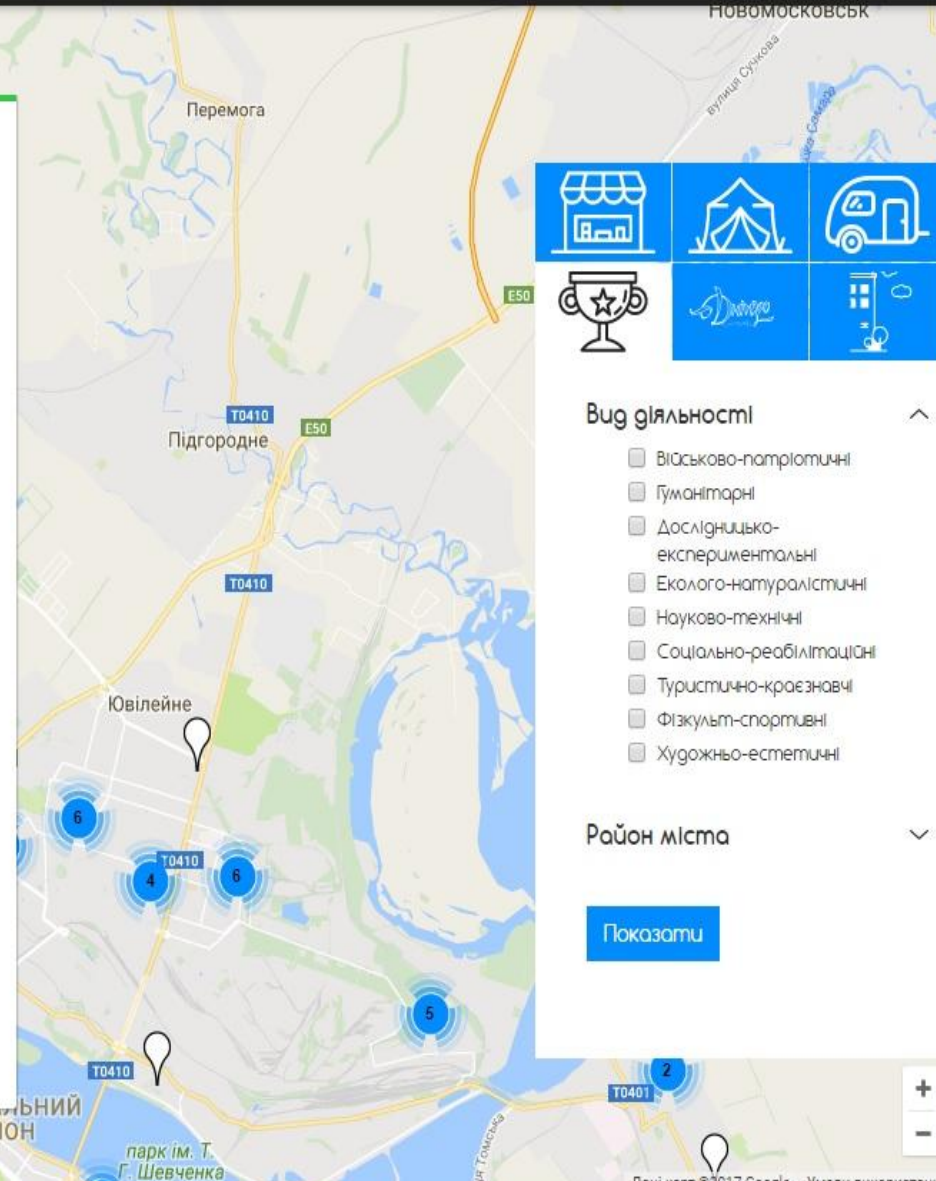 Новомосковськ
вулиця Сучкова
Перемога
E50
T0410
E50
Підгородне
T0410
Ювілейне
6
T0410
4
6
5
T0410
2
T0401
парк ім. Т.
Г. Шевченка
Дніпро
Вид діяльності
Військово-патріотичні
Гуманітарні
Дослідницько-
експериментальні
Еколого-натуралістичні
Науково-технічні
Соціально-реабілітаційні
Туристично-краєзнавчі
Фізкульт-спортивні
Художньо-естетичні
Район міста
Показати
+
−